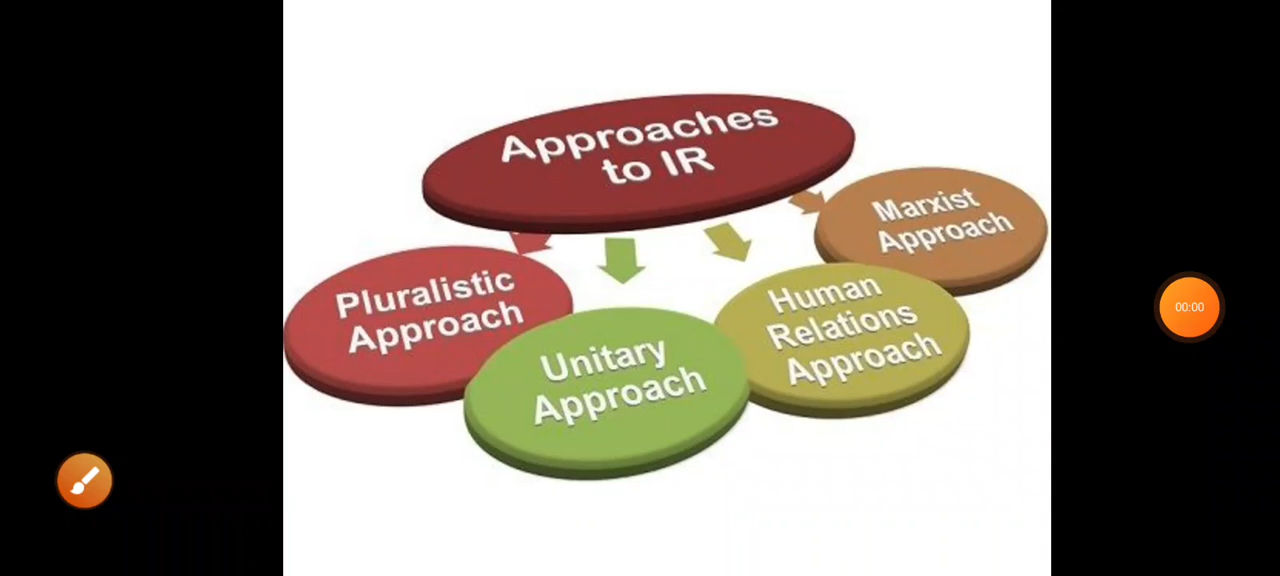 Approaches
to IR
Pluralistic
Approach
Unitary
Approach
Human
Relations
Approach
Marxist
Approach
00:00